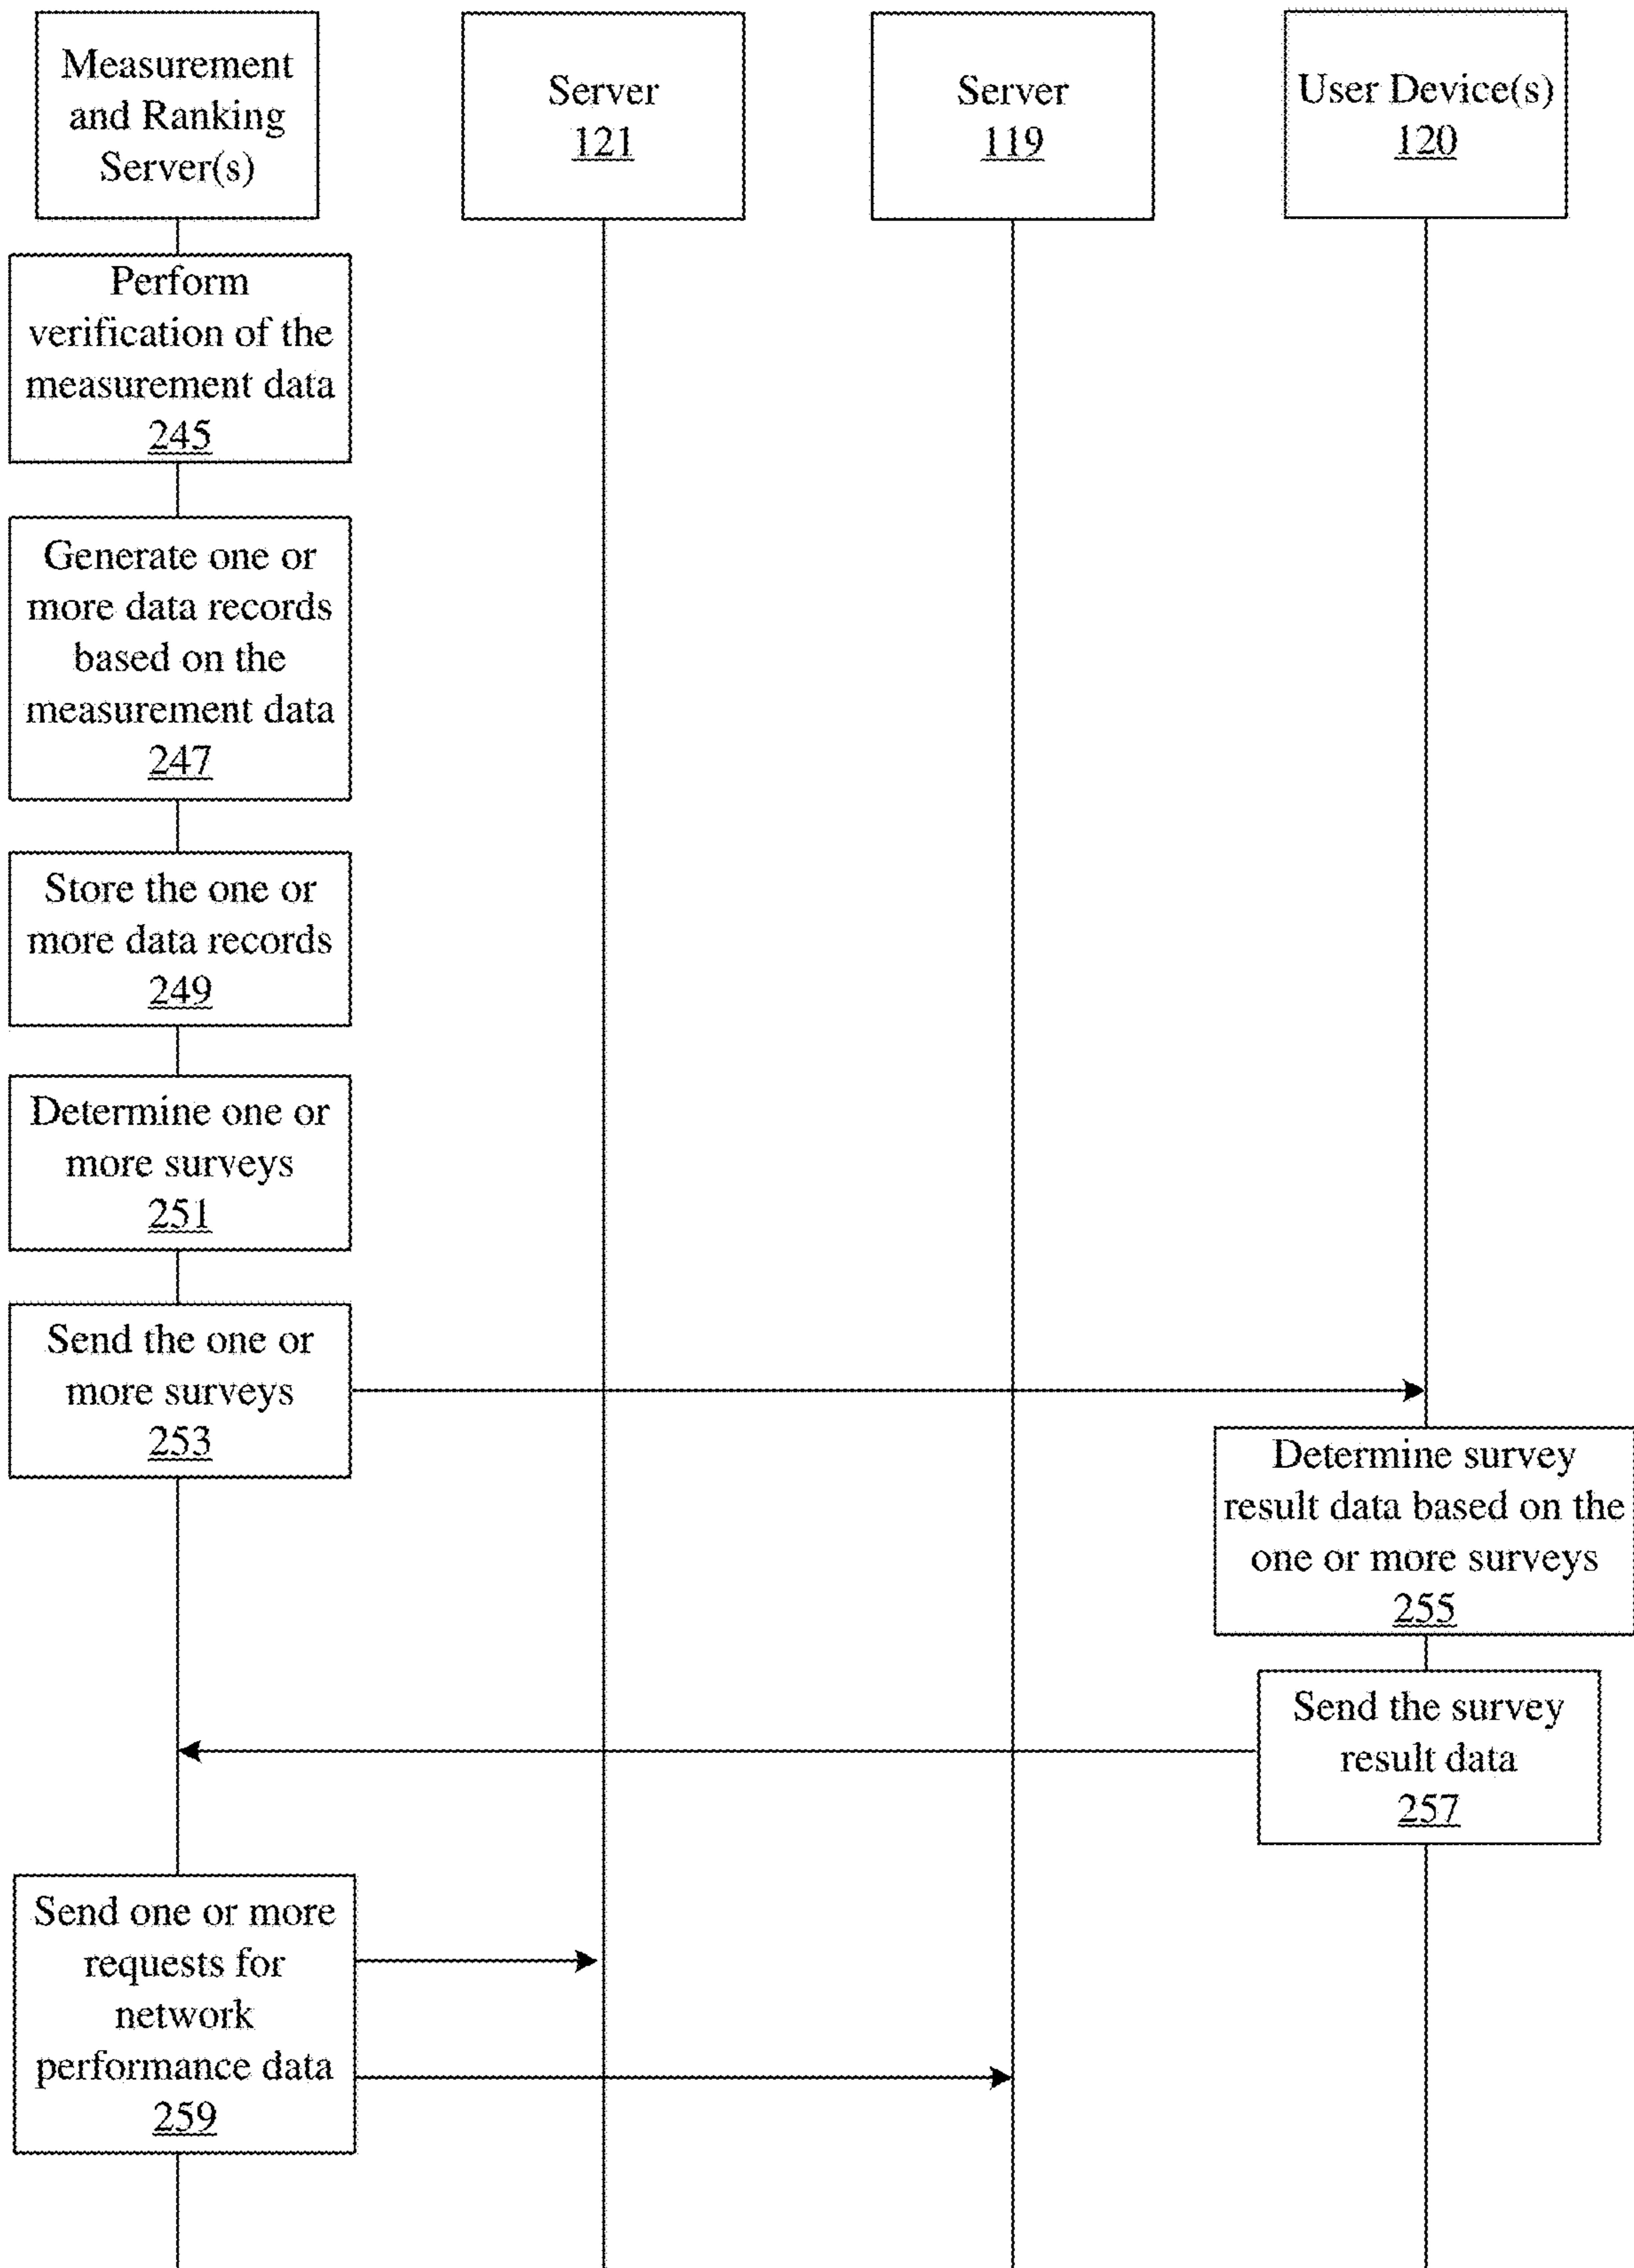 Measurement
and Ranking
Server(s)
Server
121
Server
119
User Device(s)
120
Perform
verification of the
measurement data
245
Generate one or
more data records
based on the
measurement data
247
Store the one or
more data records
249
Determine one or
more surveys
251
Send the one or
more surveys
253
Determine survey
result data based on the
one or more surveys
255
Send the survey
result data
257
Send one or more
requests for
network
performance data
259